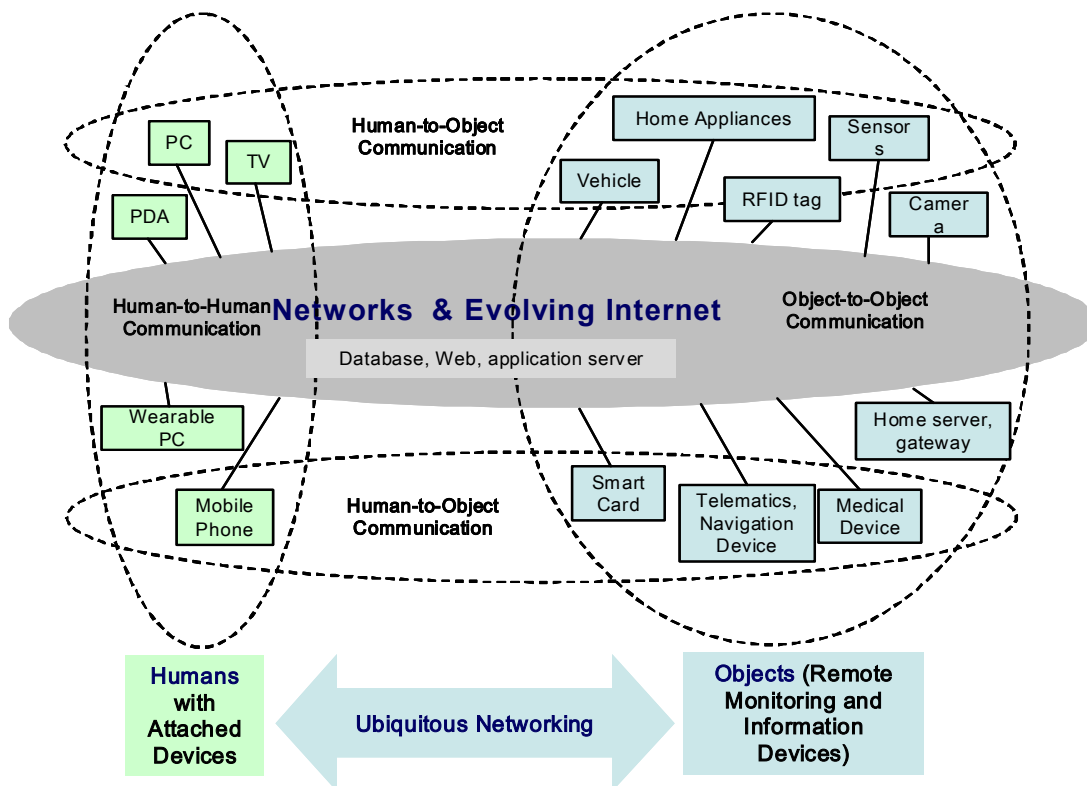 Human-to-Object
Communication
PC
TV
PDA
Home Appliances
Sensor
s
Vehicle
RFID tag
Camer
a
Human-to-Human
Communication
Networks & Evolving Internet
Object-to-Object
Communication
Database, Web, application server
Wearable
PC
Mobile
Phone
Human-to-Object
Communication
Smart
Card
Telematics,
Navigation
Device
Medical
Device
Home server,
gateway
Humans
with
Attached
Devices
Ubiquitous Networking
Objects (Remote
Monitoring and
Information
Devices)